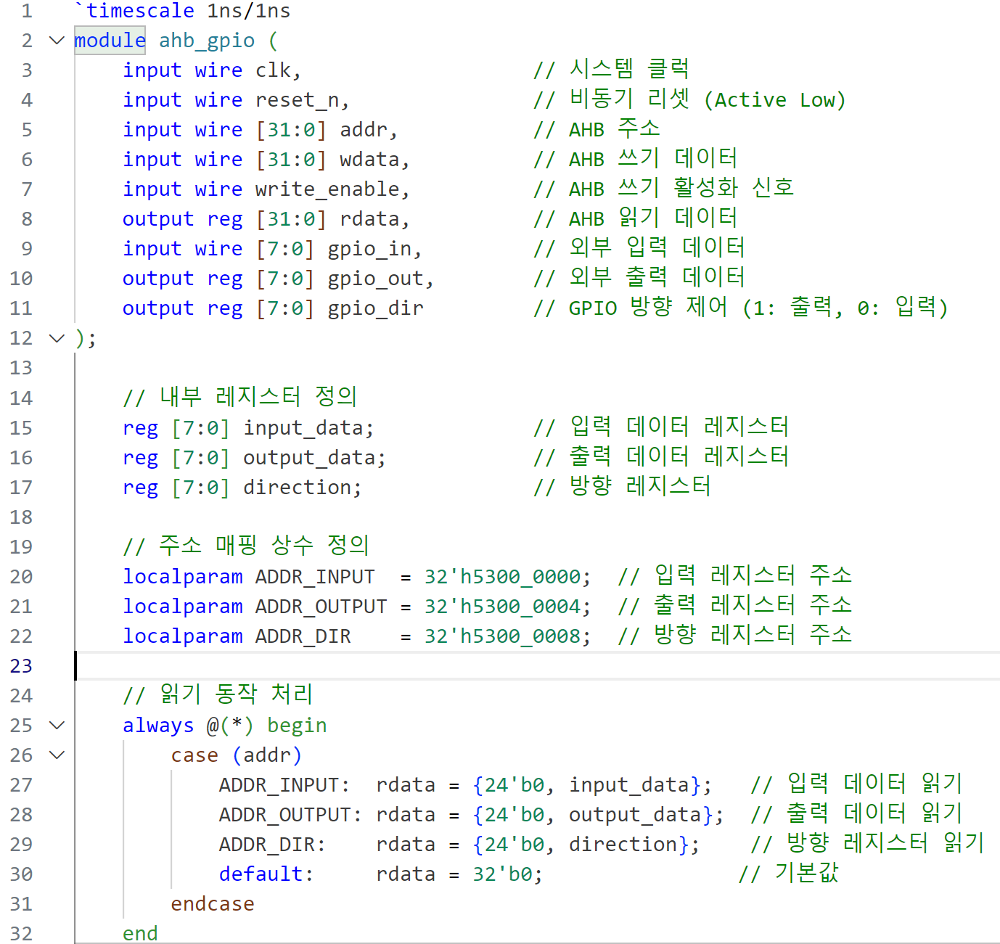 1 `timescale 1ns/1ns
2 module ahb_gpio (
3 input wire clk, // 시스템 클럭
4 input wire reset_n, // 비동기 리셋 (Active Low)
5 input wire [31:0] addr, // AHB 주소
6 input wire [31:0] wdata, // AHB 쓰기 데이터
7 input wire write_enable, // AHB 쓰기 활성화 신호
8 output reg [31:0] rdata, // AHB 읽기 데이터
9 input wire [7:0] gpio_in, // 외부 입력 데이터
10 output reg [7:0] gpio_out, // 외부 출력 데이터
11 output reg [7:0] gpio_dir // GPIO 방향 제어 (1: 출력, 0: 입력)
12 );
13
14 // 내부 레지스터 정의
15 reg [7:0] input_data; // 입력 데이터 레지스터
16 reg [7:0] output_data; // 출력 데이터 레지스터
17 reg [7:0] direction; // 방향 레지스터
18
19 // 주소 매핑 상수 정의
20 localparam ADDR_INPUT = 32'h5300_0000; // 입력 레지스터 주소
21 localparam ADDR_OUTPUT = 32'h5300_0004; // 출력 레지스터 주소
22 localparam ADDR_DIR = 32'h5300_0008; // 방향 레지스터 주소
23
24 // 읽기 동작 처리
25 always @(*) begin
26 case (addr)
27 ADDR_INPUT: rdata = {24'b0, input_data}; // 입력 데이터 읽기
28 ADDR_OUTPUT: rdata = {24'b0, output_data}; // 출력 데이터 읽기
29 ADDR_DIR: rdata = {24'b0, direction}; // 방향 레지스터 읽기
30 default: rdata = 32'b0; // 기본값
31 endcase
32 end